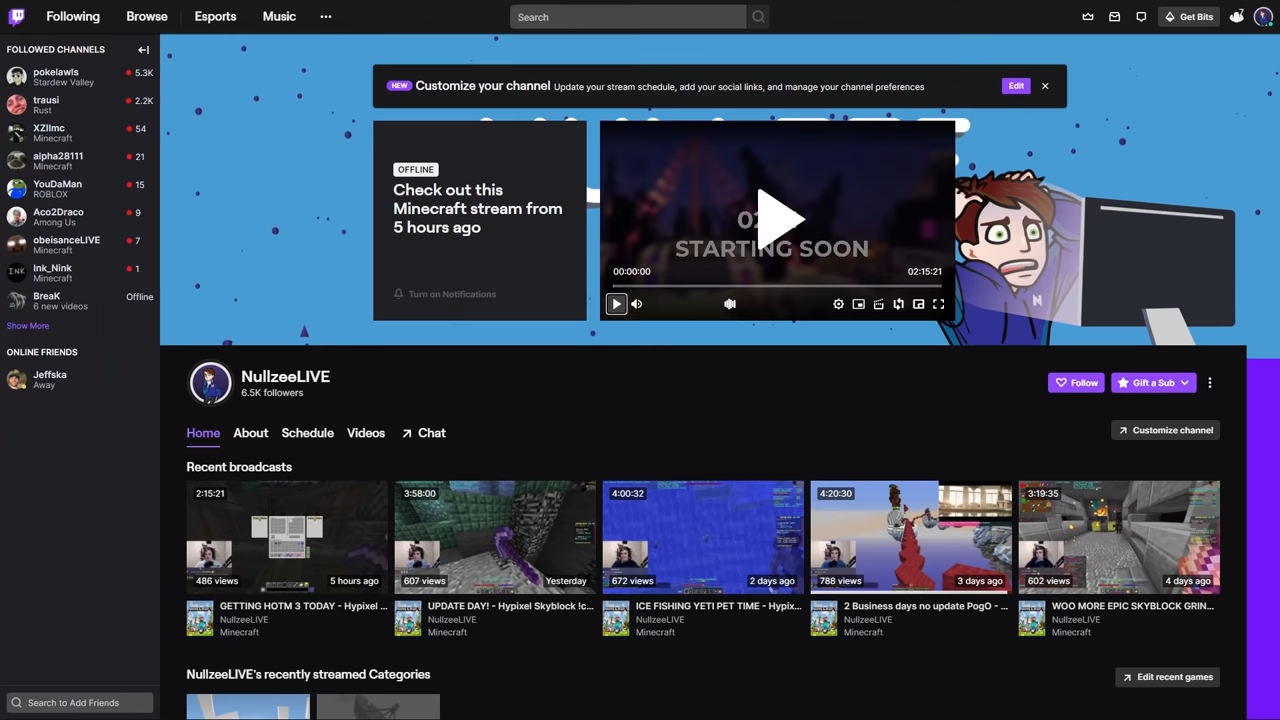 Following Browse Esports Music
Search
Get Bits
7
FOLLOWED CHANNELS
pokelawls 5.3K
Stardew Valley
trausi 2.2K
Rust
XZIImc 54
Minecraft
alpha28111 21
Minecraft
YouDaMan 15
ROBLOX
Aco2Draco 9
Among Us
obeisanceLIVE 7
Minecraft
Ink_Nink 1
Minecraft
BreaK Offline
6 new videos
Show More
ONLINE FRIENDS
Jeffska
Away
Search to Add Friends
NEW Customize your channel Update your stream schedule, add your social links, and manage your channel preferences Edit
OFFLINE
Check out this
Minecraft stream from
5 hours ago
Turn on Notifications
STARTING SOON
00:00:00 02:15:21
NullzeeLIVE
6.5K followers
Follow Gift a Sub
Home About Schedule Videos Chat
Customize channel
Recent broadcasts
2:15:21 3:58:00 4:00:32 4:20:30 3:19:35
486 views 5 hours ago 607 views Yesterday 672 views 2 days ago 788 views 3 days ago 602 views 4 days ago
GETTING HOTM 3 TODAY - Hypixel ... UPDATE DAY! - Hypixel Skyblock !c... ICE FISHING YETI PET TIME - Hypix... 2 Business days no update PogO - ... WOO MORE EPIC SKYBLOCK GRIN...
NullzeeLIVE NullzeeLIVE NullzeeLIVE NullzeeLIVE NullzeeLIVE
Minecraft Minecraft Minecraft Minecraft Minecraft
NullzeeLIVE's recently streamed Categories
Edit recent games